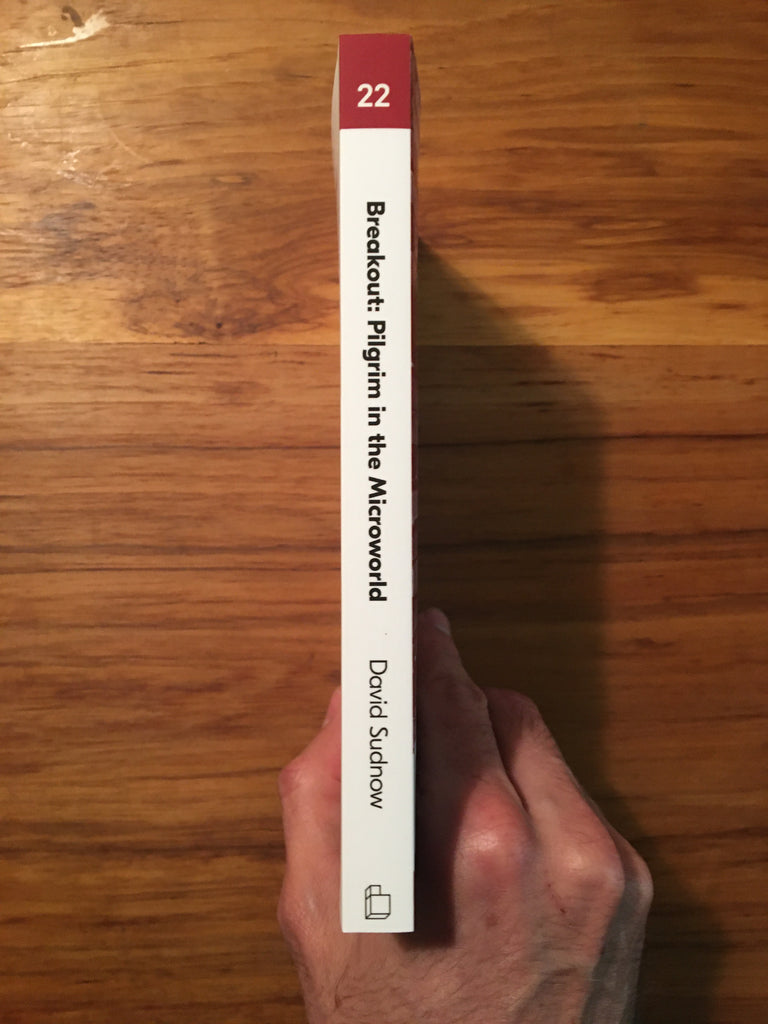 22
Breakout: Pilgrim in the Microworld
David Sudnow